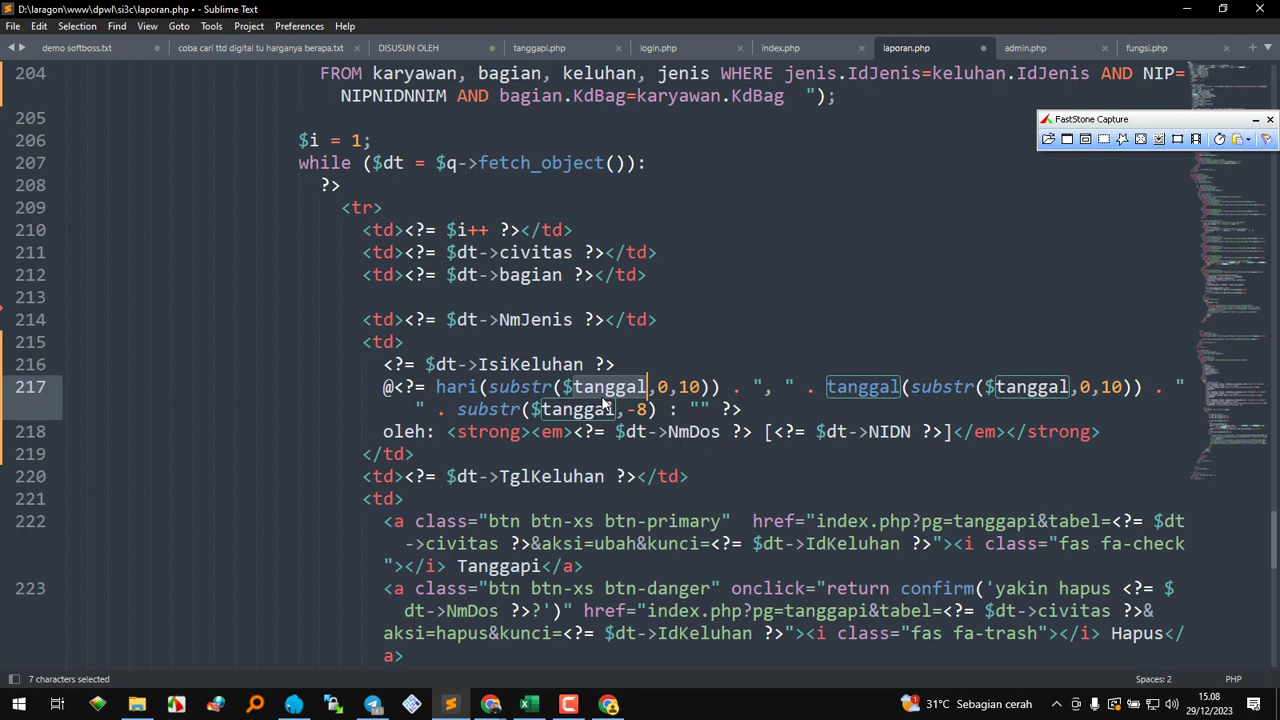 D:\laragon\www\dpwl\si3c\laporan.php • - Sublime Text
File Edit Selection Find View Goto Tools Project Preferences Help
demo softboss.txt coba cari ttd digital tu harganya berapa.txt DISUSUN OLEH tanggapi.php login.php index.php laporan.php admin.php fungsi.php
204 FROM karyawan, bagian, keluhan, jenis WHERE jenis.IdJenis=keluhan.IdJenis AND NIP=
NIPNIDNNIM AND bagian.KdBag=karyawan.KdBag ");
FastStone Capture
205
206 $i = 1;
207 while ($dt = $q->fetch_object()):
208 ?>
209 <tr>
210 <td><?= $i++ ?></td>
211 <td><?= $dt->civitas ?></td>
212 <td><?= $dt->bagian ?></td>
213
214 <td><?= $dt->NmJenis ?></td>
215 <td>
216 <?= $dt->IsiKeluhan ?>
217 @<?= hari(substr($tanggal,0,10)) . ", " . tanggal(substr($tanggal,0,10)) . "
" . substr($tanggal,-8) : "" ?>
218 oleh: <strong><em><?= $dt->NmDos ?> [<?= $dt->NIDN ?>]</em></strong>
219 </td>
220 <td><?= $dt->TglKeluhan ?></td>
221 <td>
222 <a class="btn btn-xs btn-primary" href="index.php?pg=tanggapi&tabel=<?= $dt
->civitas ?>&aksi=ubah&kunci=<?= $dt->IdKeluhan ?>"><i class="fas fa-check
"></i> Tanggapi</a>
223 <a class="btn btn-xs btn-danger" onclick="return confirm('yakin hapus <?= $
dt->NmDos ?>?')" href="index.php?pg=tanggapi&tabel=<?= $dt->civitas ?>&
aksi=hapus&kunci=<?= $dt->IdKeluhan ?>"><i class="fas fa-trash"></i> Hapus</
a>
7 characters selected Spaces: 2 PHP
31°C Sebagian cerah 15.08
29/12/2023